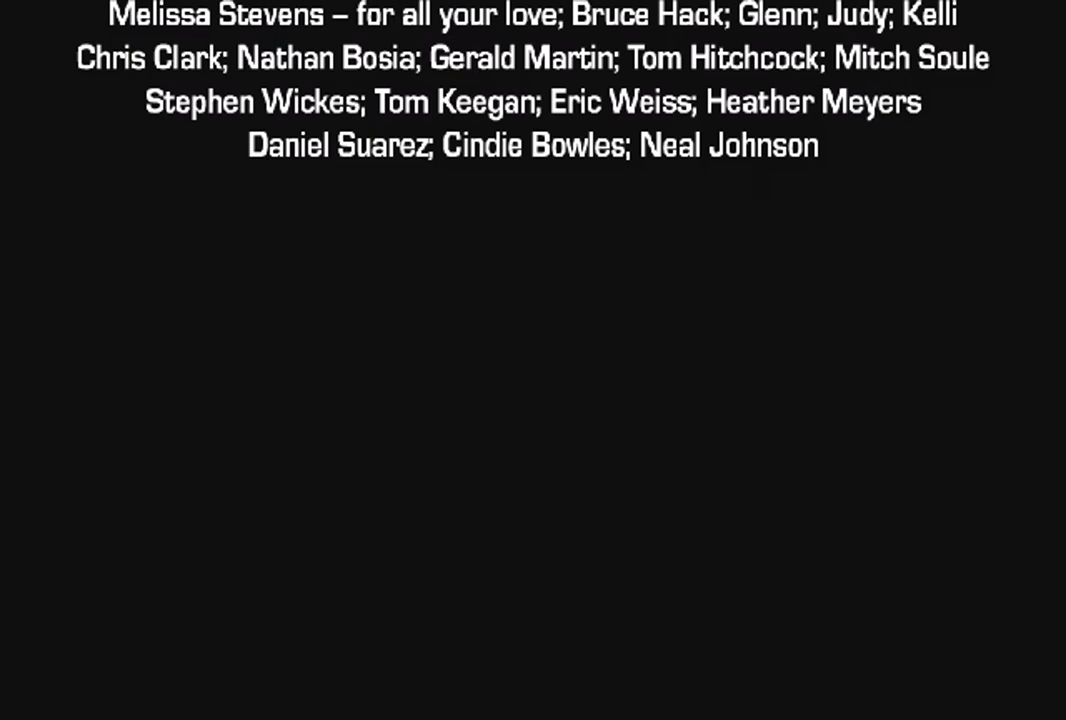 Melissa Stevens – for all your love; Bruce Hack; Glenn; Judy; Kelli
Chris Clark; Nathan Bosia; Gerald Martin; Tom Hitchcock; Mitch Soule
Stephen Wickes; Tom Keegan; Eric Weiss; Heather Meyers
Daniel Suarez; Cindie Bowles; Neal Johnson